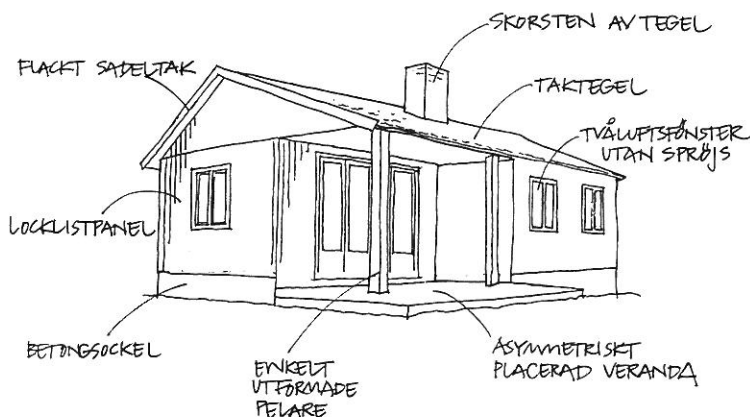 SKORSTEN AV TEGEL
FLACKT SADELTAK
TAKTEGEL
TVÅLUFTSFÖNSTER
UTAN SPRÖJS
LOCKLISTPANEL
BETONGSOCKEL
ENKELT
UTFORMADE
PELARE
ASYMMETRISKT
PLACERAD VERANDA